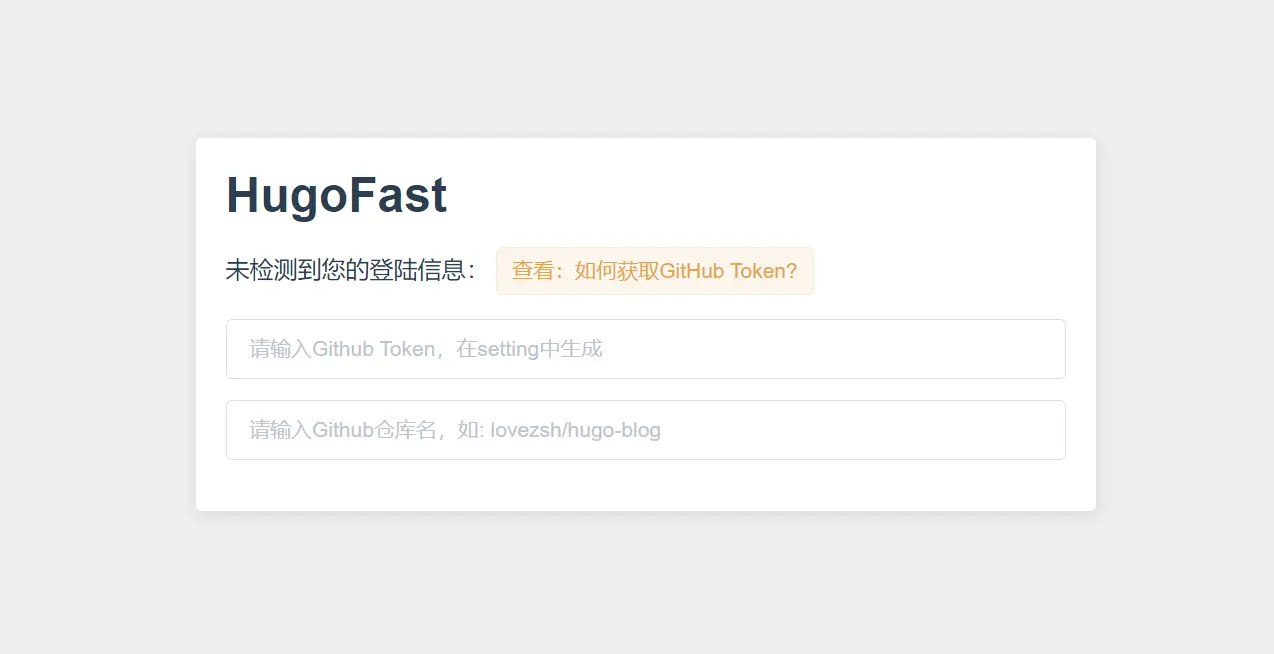 HugoFast
未检测到您的登陆信息： 查看：如何获取GitHub Token?
请输入Github Token，在setting中生成
请输入Github仓库名，如: lovezsh/hugo-blog